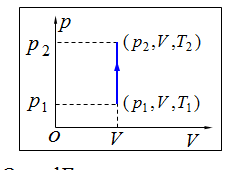 p
p₂ (p₂,V,T₂)
p₁ (p₁,V,T₁)
o V V